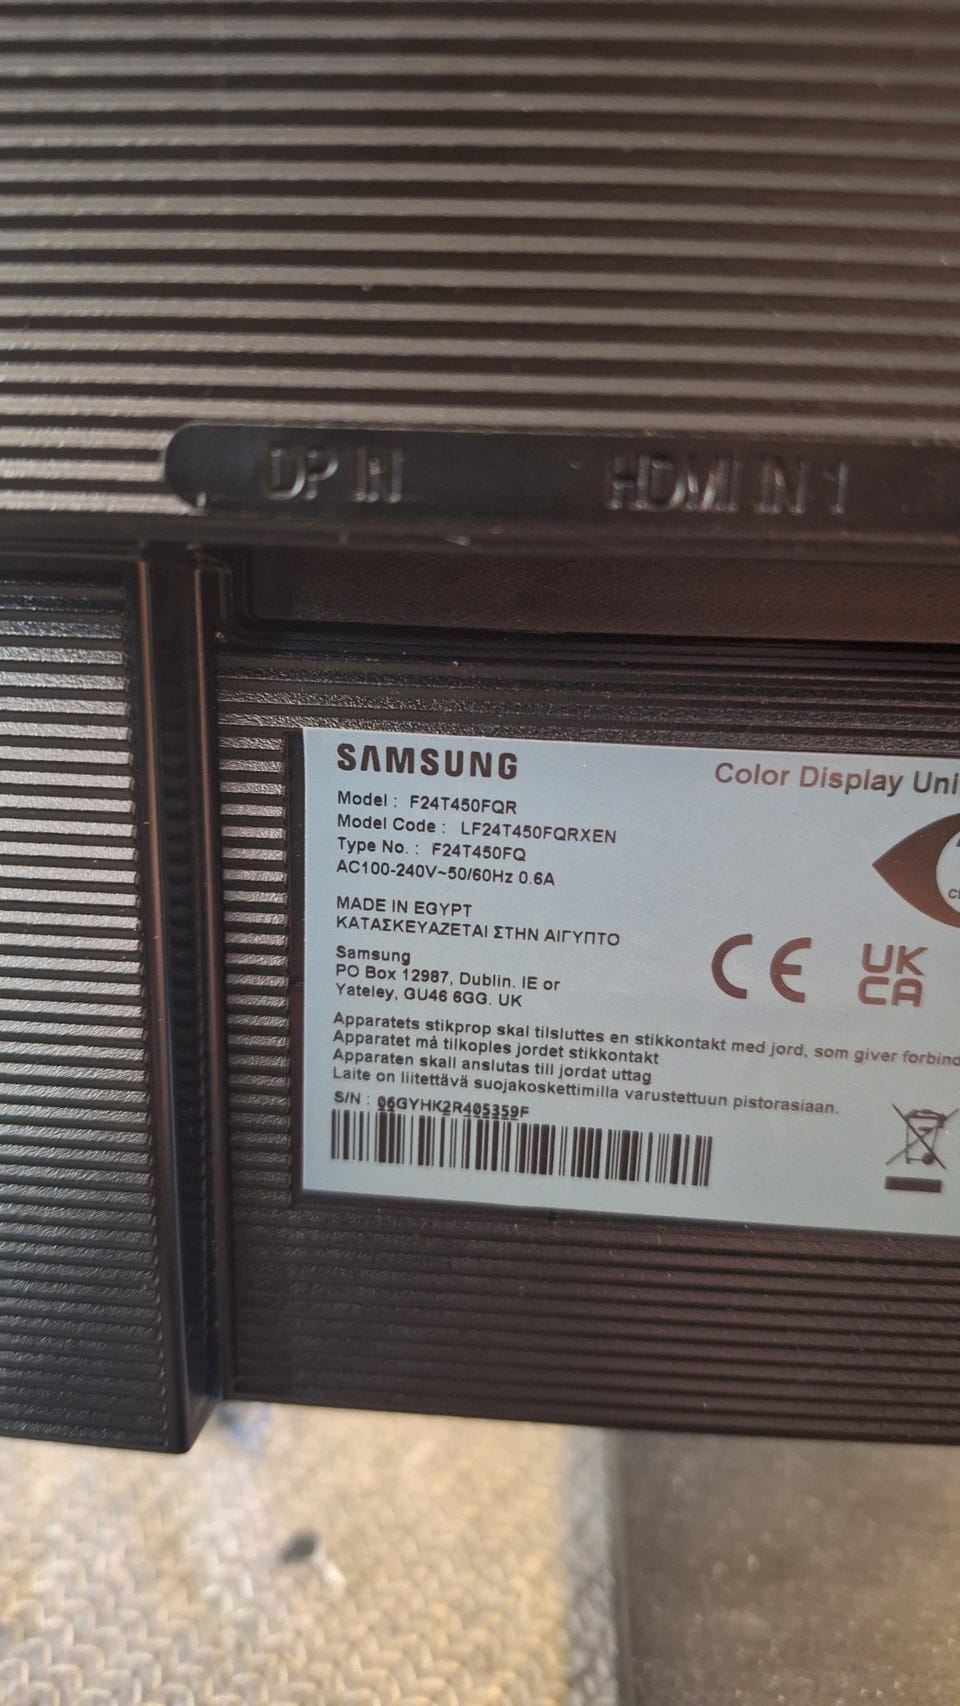 DP IN
HDMI IN 1
SAMSUNG
Color Display Uni
Model : F24T450FQR
Model Code : LF24T450FQRXEN
Type No. : F24T450FQ
AC100-240V~50/60Hz 0.6A
MADE IN EGYPT
ΚΑΤΑΣΚΕΥΑΖΕΤΑΙ ΣΤΗΝ ΑΙΓΥΠΤΟ
Samsung
PO Box 12987, Dublin. IE or
Yateley, GU46 6GG. UK
CE
UK
CA
Apparatets stikprop skal tilsluttes en stikkontakt med jord, som giver forbind
Apparatet må tilkoples jordet stikkontakt
Apparaten skall anslutas till jordat uttag
Laite on liitettävä suojakoskettimilla varustettuun pistorasiaan.
S/N : 06GYHK2R405359F